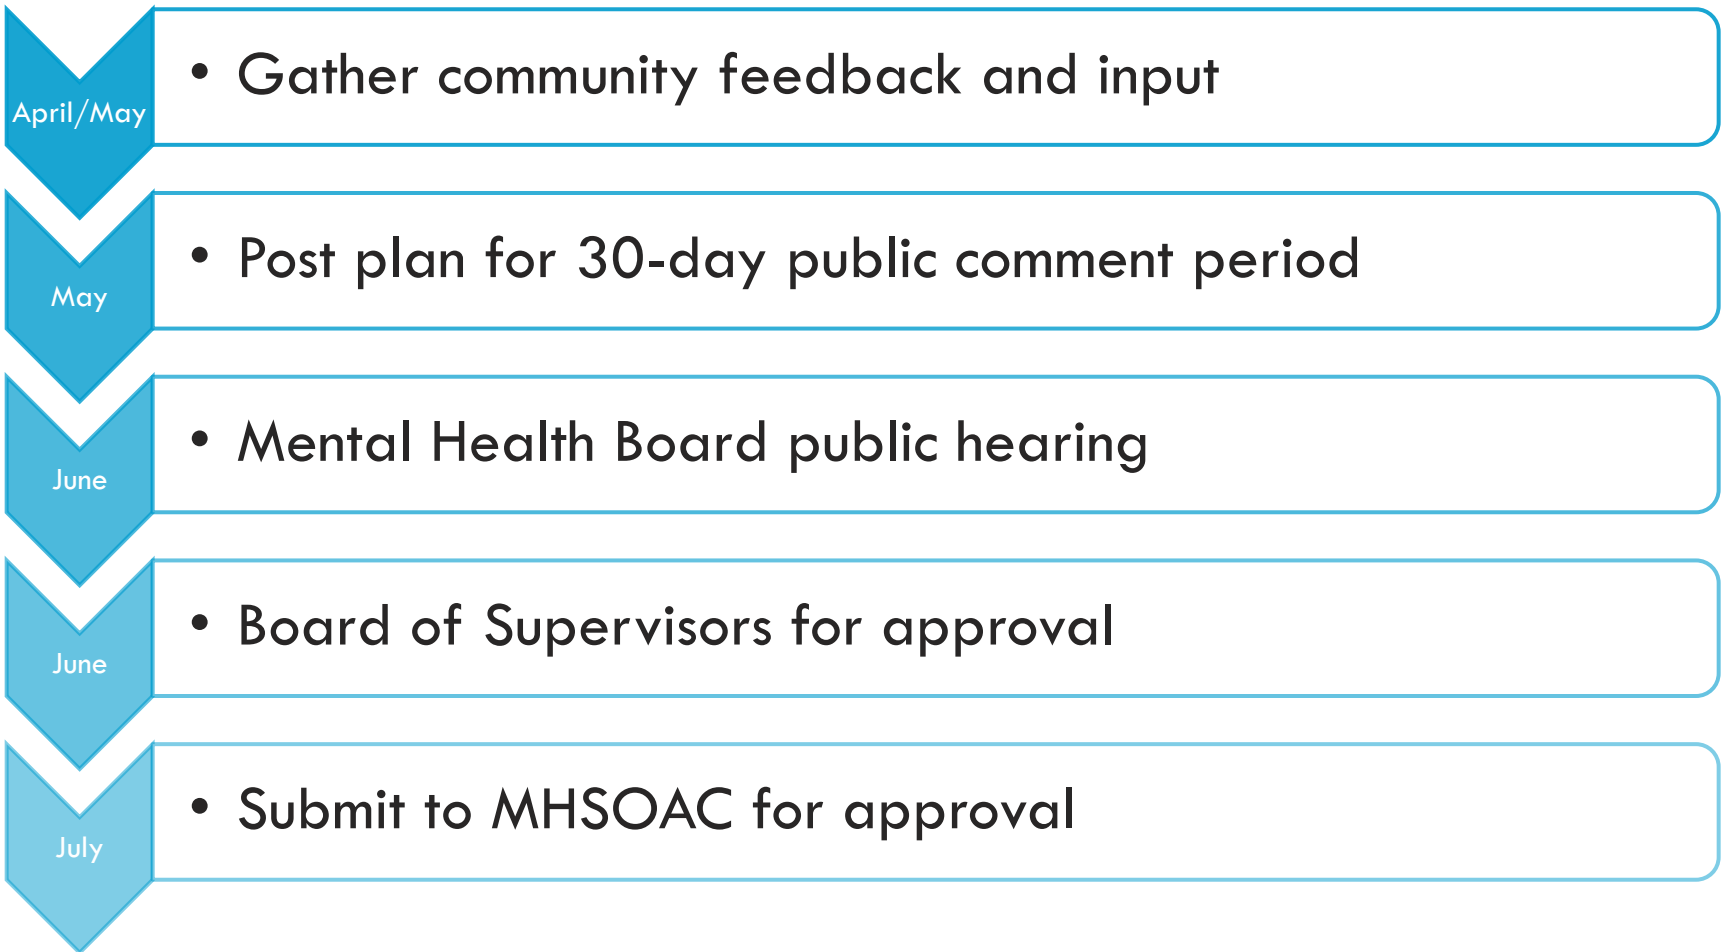 April/May
• Gather community feedback and input
May
• Post plan for 30-day public comment period
June
• Mental Health Board public hearing
June
• Board of Supervisors for approval
July
• Submit to MHSOAC for approval